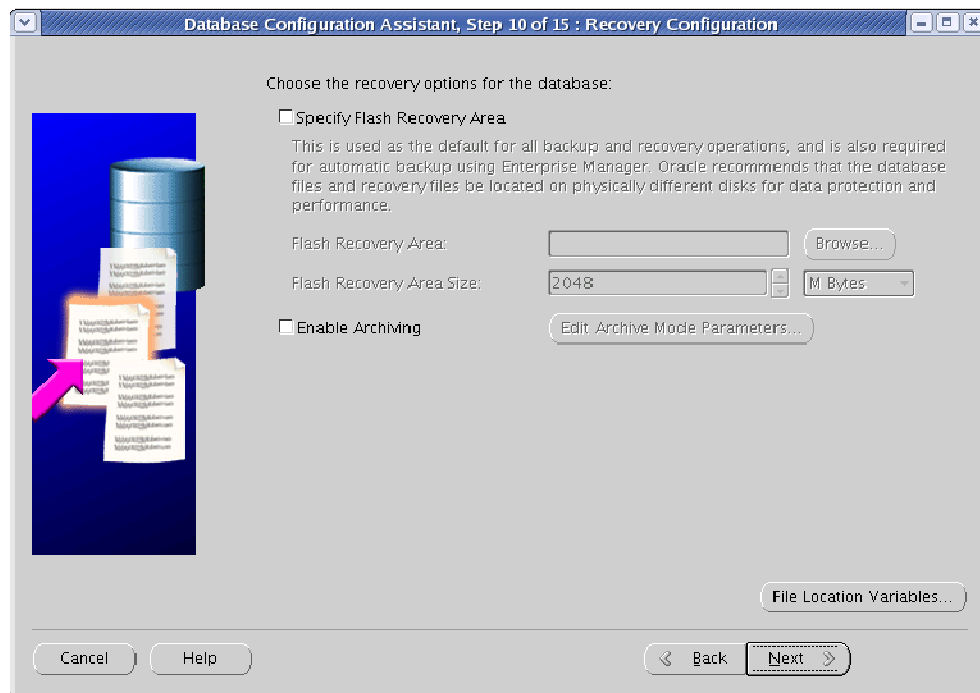 Database Configuration Assistant, Step 10 of 15 : Recovery Configuration
Choose the recovery options for the database:
Specify Flash Recovery Area
This is used as the default for all backup and recovery operations, and is also required
for automatic backup using Enterprise Manager. Oracle recommends that the database
files and recovery files be located on physically different disks for data protection and
performance.
Flash Recovery Area:
Browse...
Flash Recovery Area Size:
2048
M Bytes
Enable Archiving
Edit Archive Mode Parameters...
File Location Variables...
Cancel
Help
Back
Next